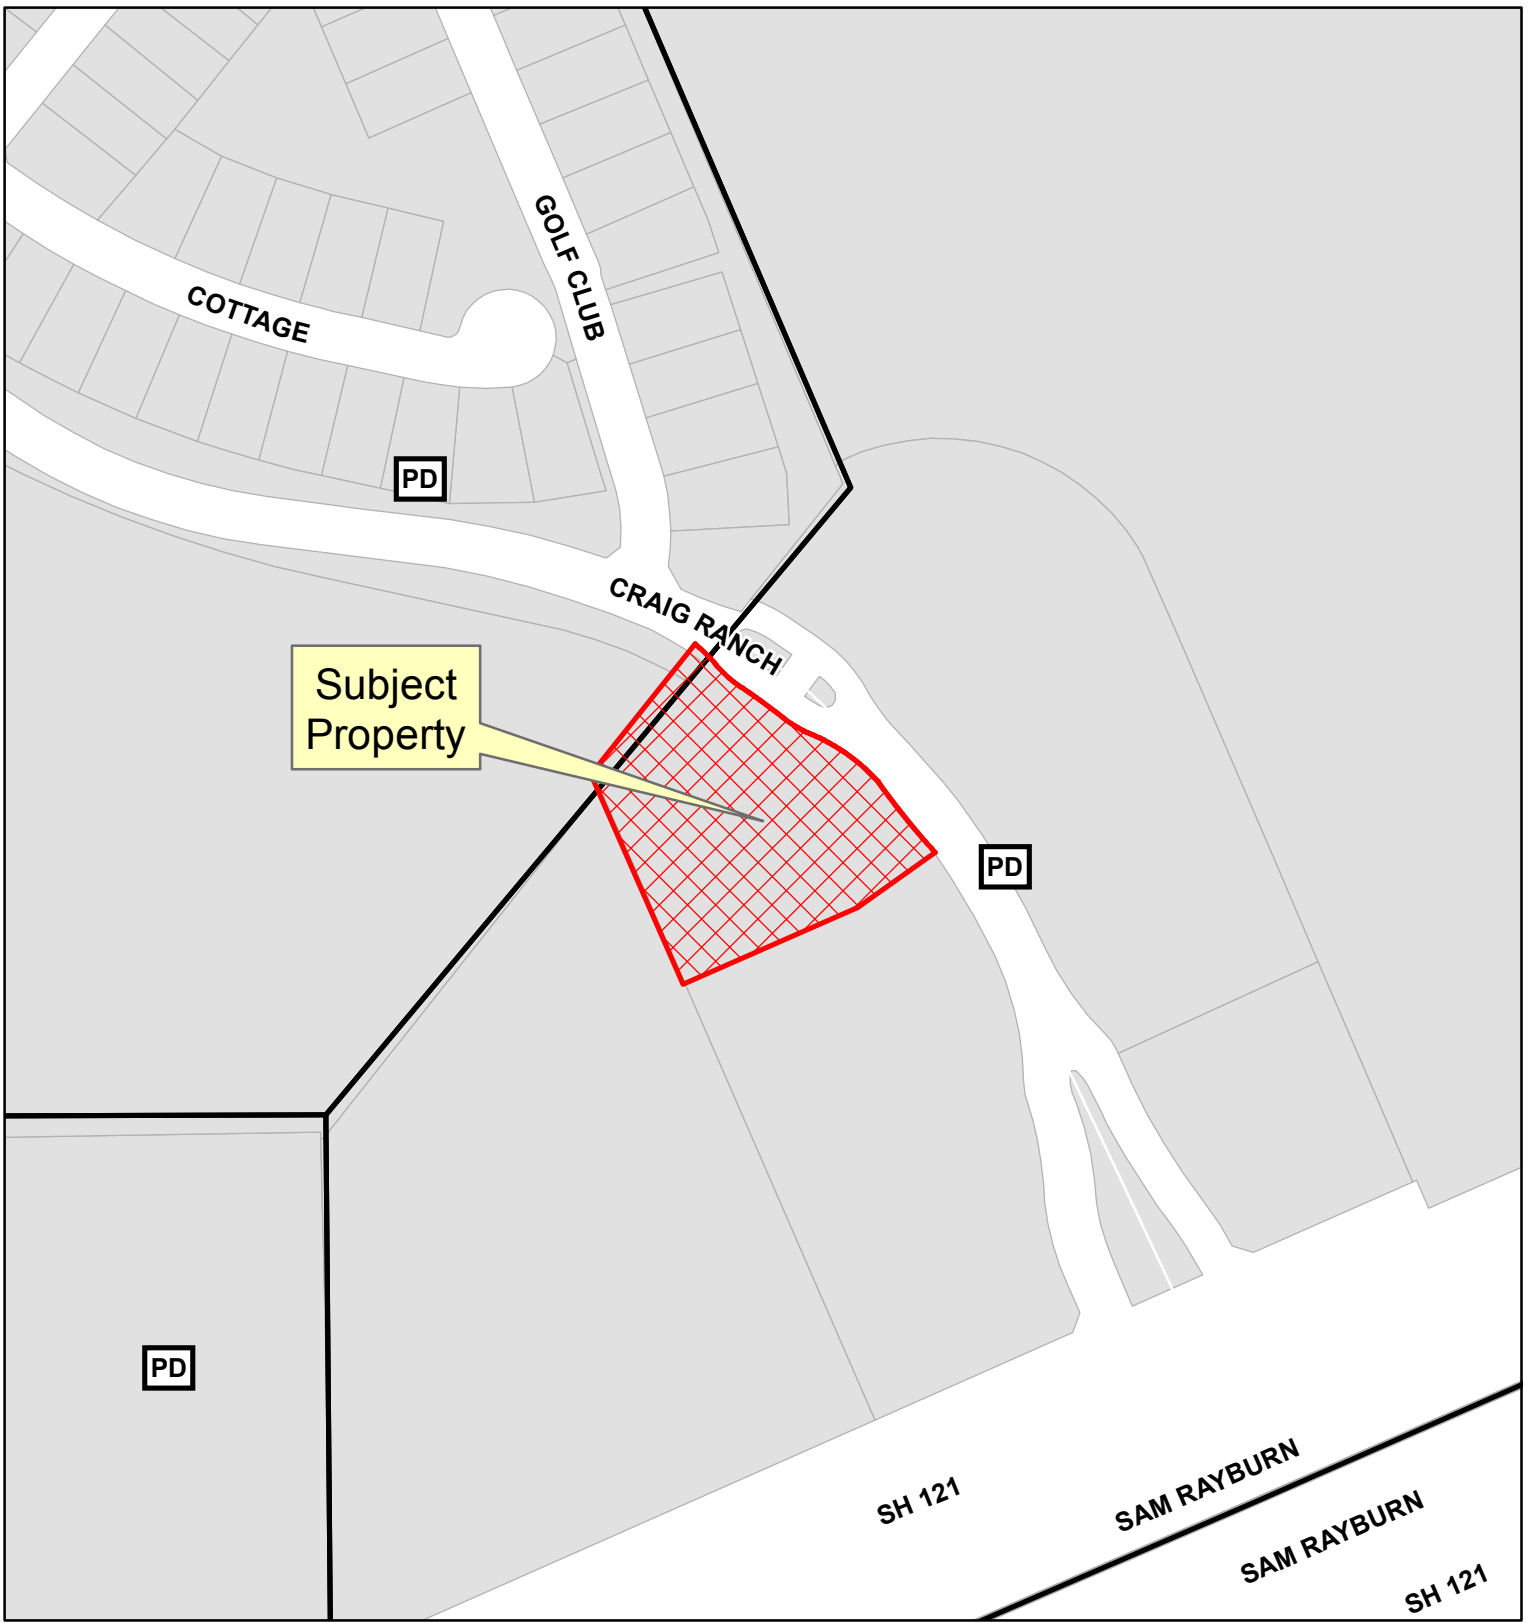 GOLF CLUB
COTTAGE
PD
CRAIG RANCH
Subject
Property
PD
PD
SH 121
SAM RAYBURN
SAM RAYBURN
SH 121